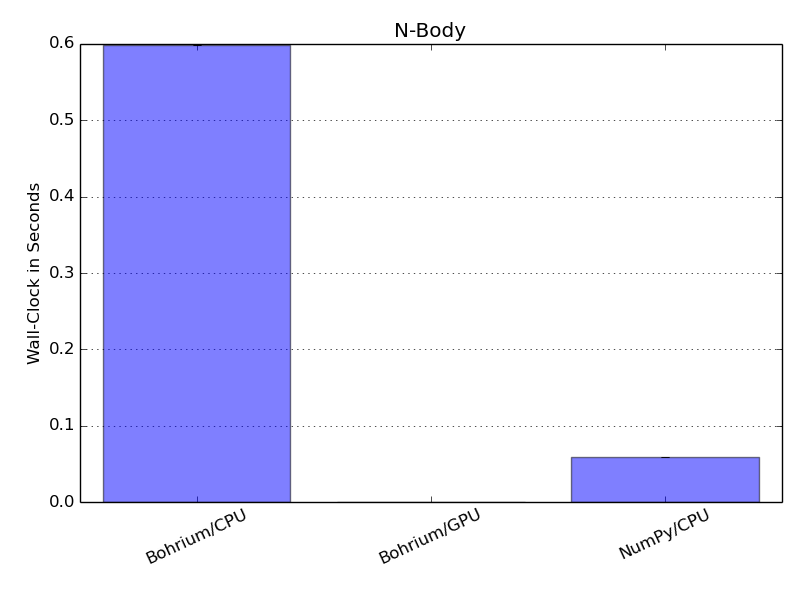 N-Body
Wall-Clock in Seconds
0.6
0.5
0.4
0.3
0.2
0.1
0.0
Bohrium/CPU
Bohrium/GPU
NumPy/CPU